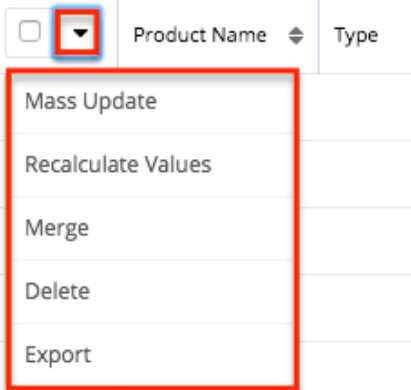 Product Name Type
Mass Update
Recalculate Values
Merge
Delete
Export